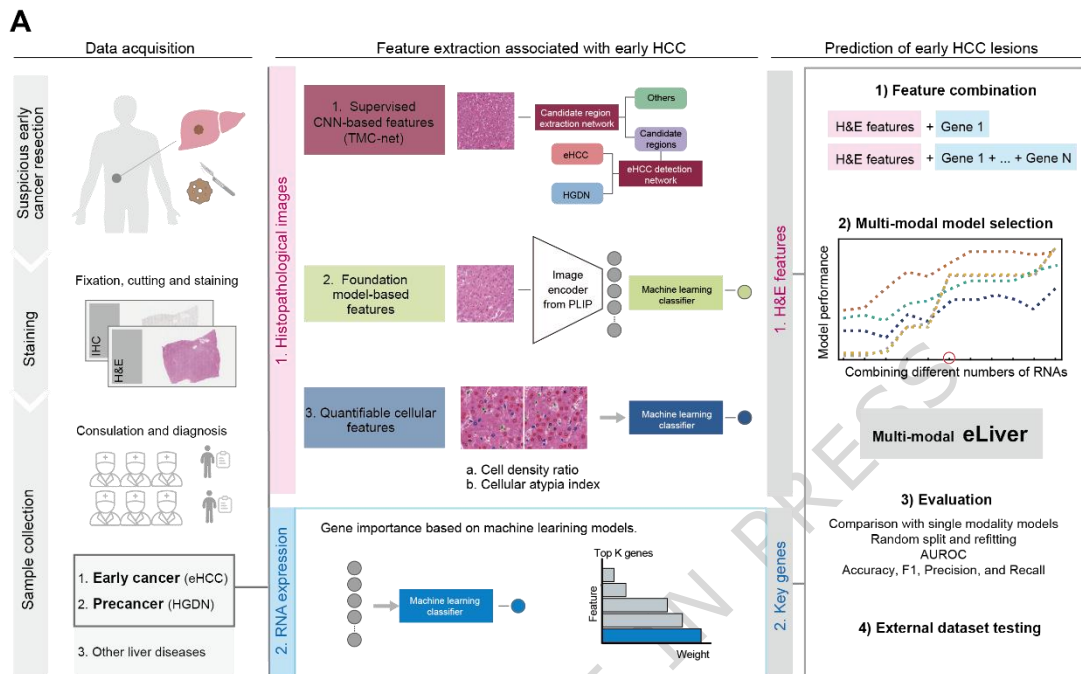 A
Data acquisition
Feature extraction associated with early HCC
Prediction of early HCC lesions
Suspicious early
cancer resection
Staining
Sample collection
Fixation, cutting and staining
IHC
H&E
Consulation and diagnosis
1. Early cancer (eHCC)
2. Precancer (HGDN)
3. Other liver diseases
1. Histopathological images
1. Supervised
CNN-based features
(TMC-net)
Candidate region
extraction network
Others
Candidate
regions
eHCC
HGDN
eHCC detection
network
2. Foundation
model-based
features
Image
encoder
from PLIP
Machine learning
classifier
3. Quantifiable cellular
features
Machine learning
classifier
a. Cell density ratio
b. Cellular atypia index
2. RNA expression
Gene importance based on machine learining models.
Machine learning
classifier
Top K genes
Feature
Weight
1. H&E features
2. Key genes
1) Feature combination
H&E features + Gene 1
H&E features + Gene 1 + ... + Gene N
2) Multi-modal model selection
Model performance
Combining different numbers of RNAs
Multi-modal eLiver
3) Evaluation
Comparison with single modality models
Random split and refitting
AUROC
Accuracy, F1, Precision, and Recall
4) External dataset testing
E IN PRESS